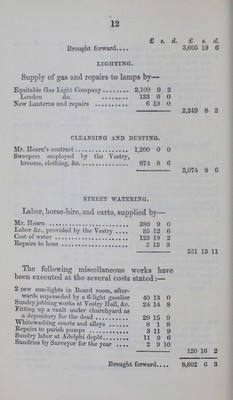 12
£ s. d. £ s. d.
Brought forward.... 3,605 19 6
LIGHTING.
Supply of gas and repairs to lamps by—
Equitable Gas Light Company ........ 2,109 9 2
London do. ........ 133 0 0
New Lanterns and repairs .......... 6 19 0
2,249 8 2
CLEANSING AND DUSTING.
Mr. Hearn's contract ................ 1,200 0 0
Sweepers employed by the Vestry,
brooms, clothing, &c. .............. 874 8 6
2,074 8 6
STREET WATERING.
Labor, horse-hire, and carts, supplied by—
Mr. Hearn ........................ 389 9 0
Labor &c., provided by the Vestry .... 35 12 6
Cost of water ...................... 123 19 2
Repairs to hose .................... 2 13 3
551 13 11
The following miscellaneous works have
been executed at the several costs stated:—
2 new sun-lights in Board room, after-
wards superseded by a 6-light gasolier 40 13 0
Sundry jobbing works at Vestry Hall, &c. 24 14 8
Fitting up a vault under churchyard as
a depository for the dead .......... 29 15 9
Whitewashing courts and alleys ...... 8 1 8
Repairs to parish pumps ............ 3 11 9
Sundry labor at Adelphi depôt........ 11 9 6
Sundries by Surveyor for the year .... 2 9 10
120 16 2
Brought forward.... 8,602 6 3